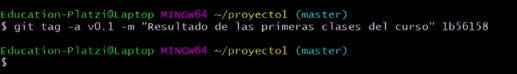 Education-Platzi@Laptop MINGW64 ~/proyecto1 (master)
$ git tag -a v0.1 -m "Resultado de las primeras clases del curso" 1b56158
Education-Platzi@Laptop MINGW64 ~/proyecto1 (master)
$